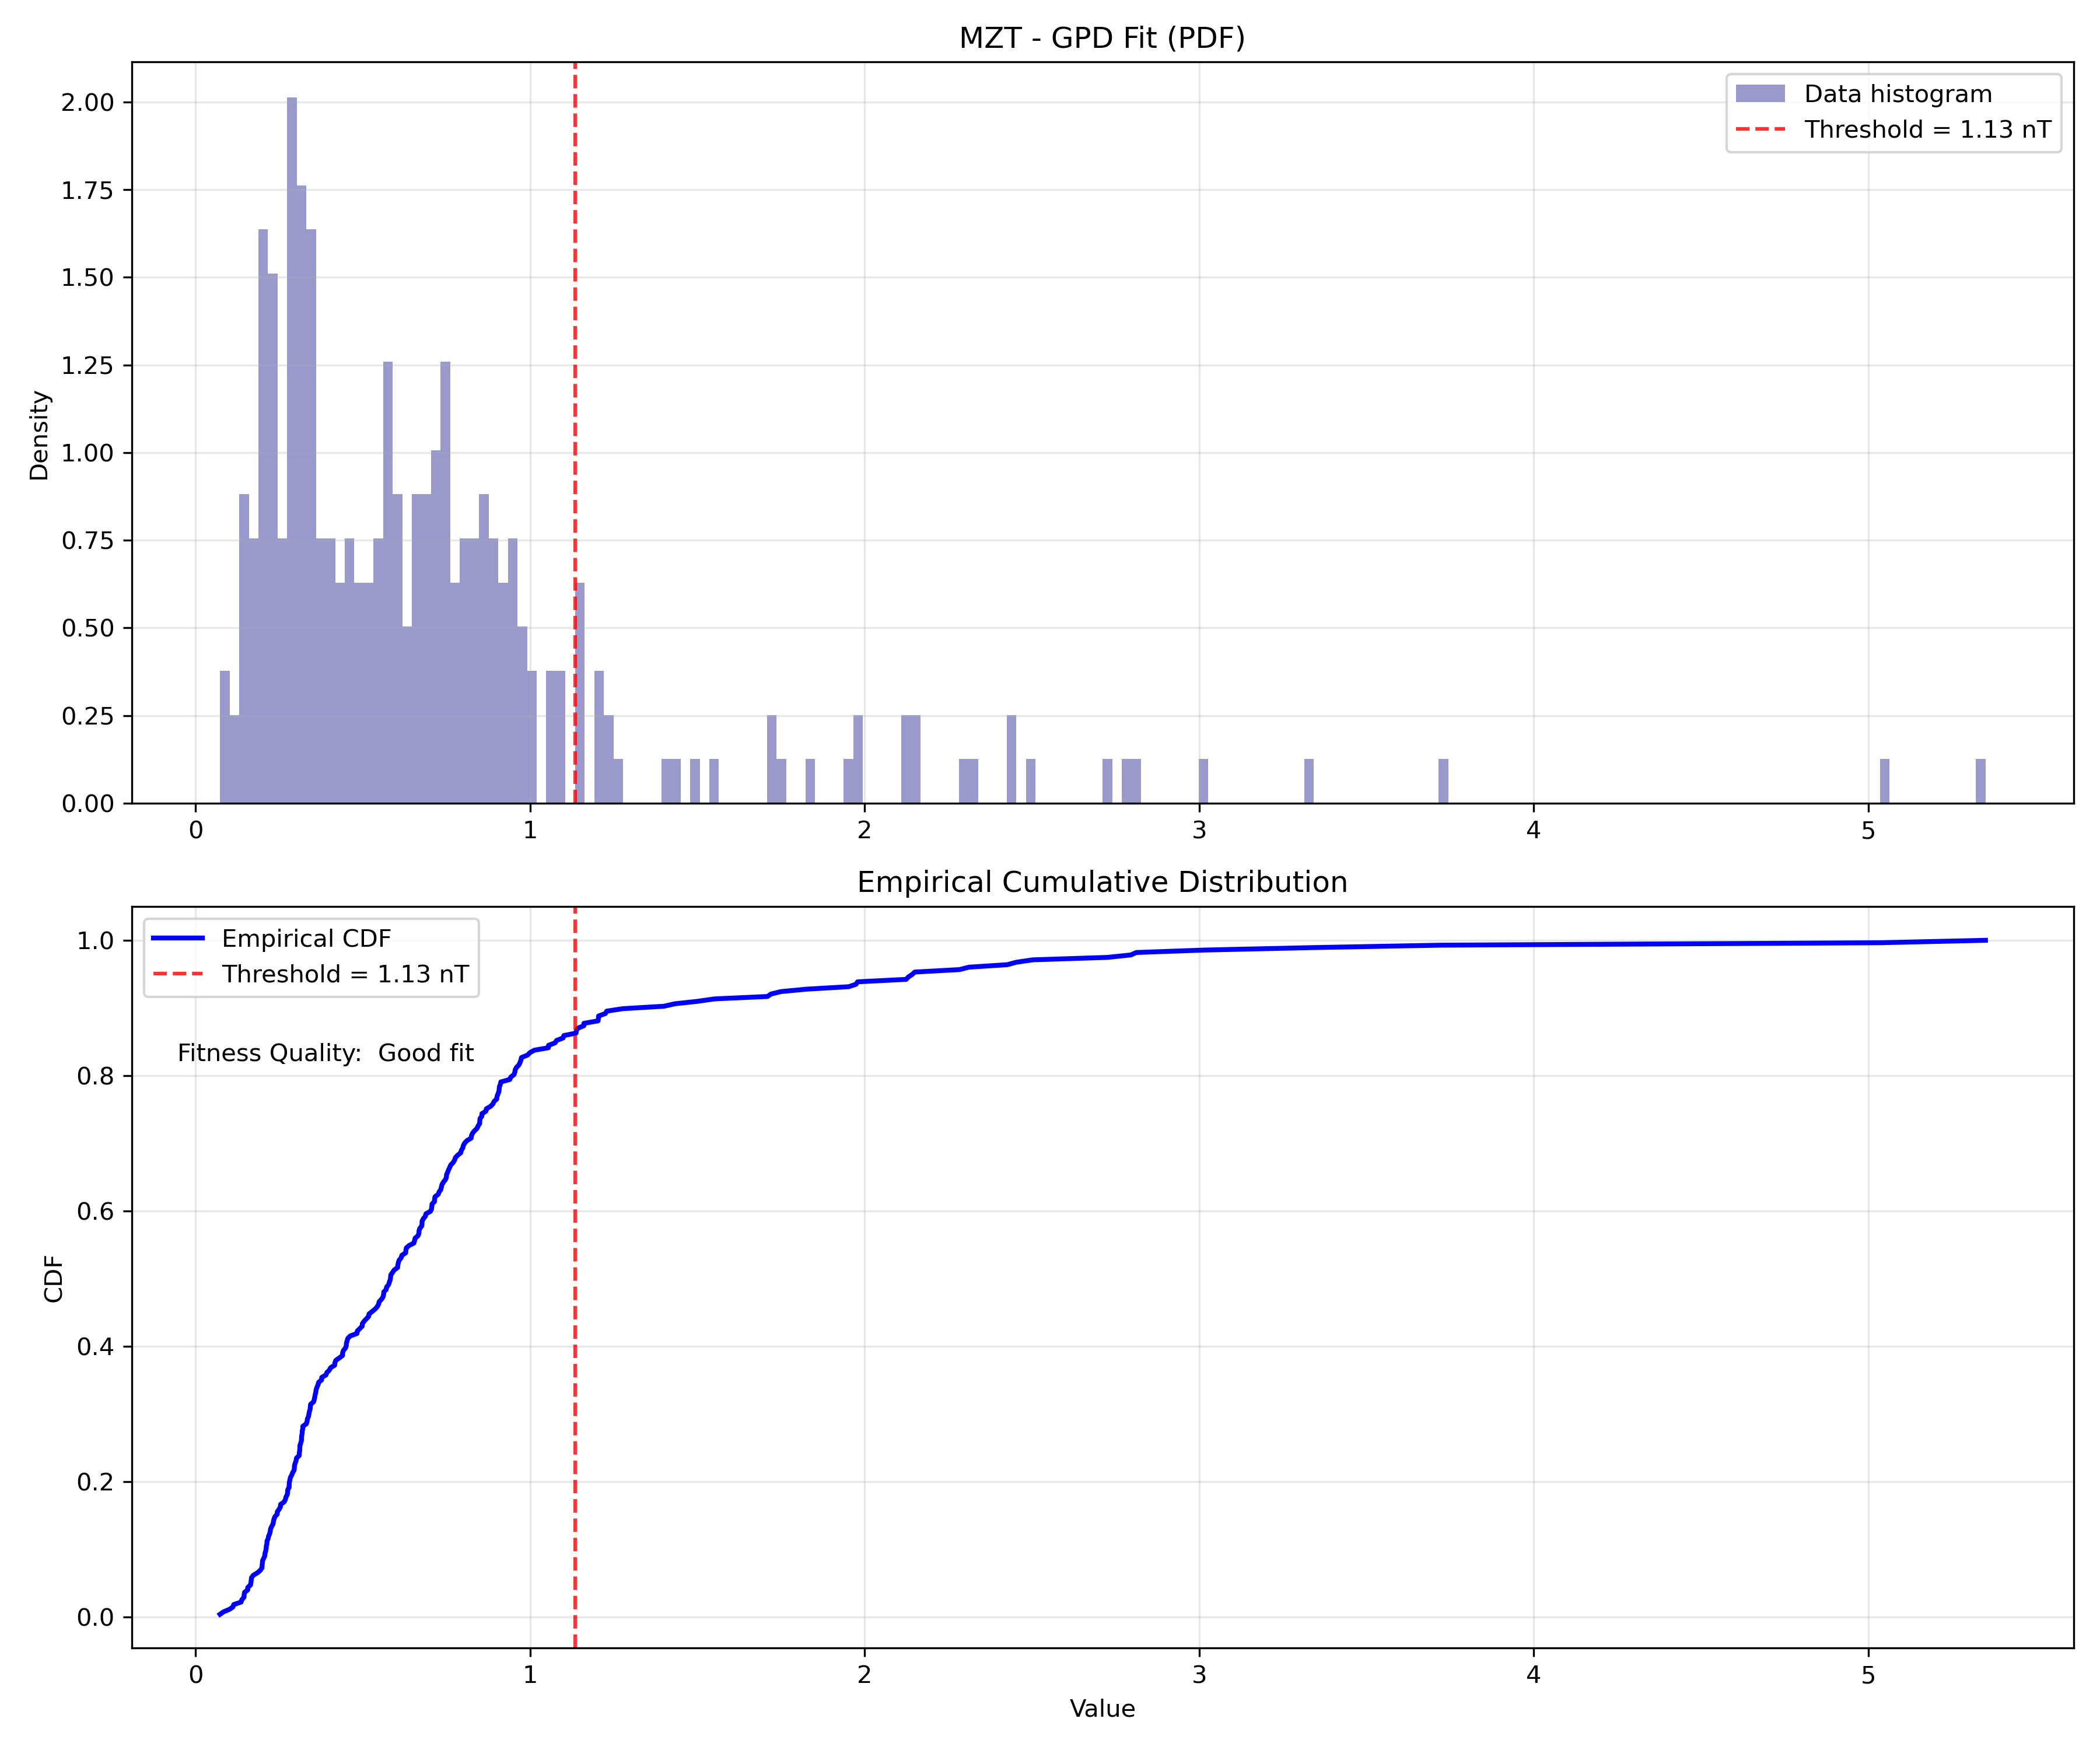 MZT - GPD Fit (PDF)
Data histogram
Threshold = 1.13 nT
Density
2.00
1.75
1.50
1.25
1.00
0.75
0.50
0.25
0.00
0 1 2 3 4 5
Empirical Cumulative Distribution
Empirical CDF
Threshold = 1.13 nT
Fitness Quality:  Good fit
CDF
1.0
0.8
0.6
0.4
0.2
0.0
0 1 2 3 4 5
Value